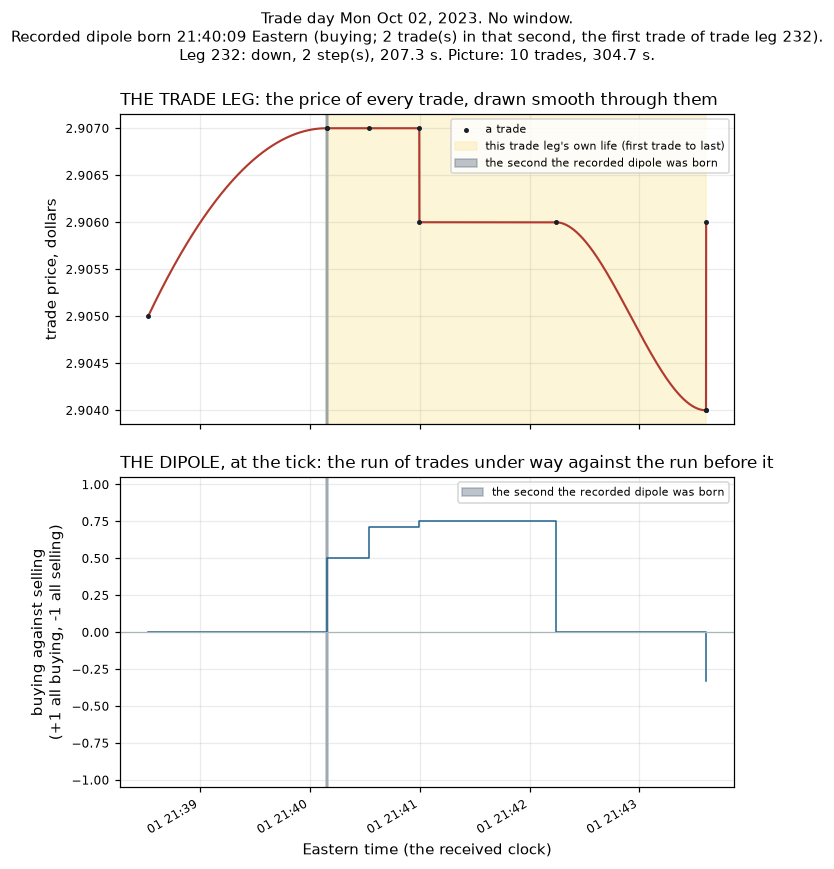 Trade day Mon Oct 02, 2023. No window.
Recorded dipole born 21:40:09 Eastern (buying; 2 trade(s) in that second, the first trade of trade leg 232).
Leg 232: down, 2 step(s), 207.3 s. Picture: 10 trades, 304.7 s.
THE TRADE LEG: the price of every trade, drawn smooth through them
a trade
this trade leg's own life (first trade to last)
the second the recorded dipole was born
trade price, dollars
2.9070
2.9065
2.9060
2.9055
2.9050
2.9045
2.9040
THE DIPOLE, at the tick: the run of trades under way against the run before it
the second the recorded dipole was born
buying against selling
(+1 all buying, -1 all selling)
1.00
0.75
0.50
0.25
0.00
−0.25
−0.50
−0.75
−1.00
01 21:39
01 21:40
01 21:41
01 21:42
01 21:43
Eastern time (the received clock)